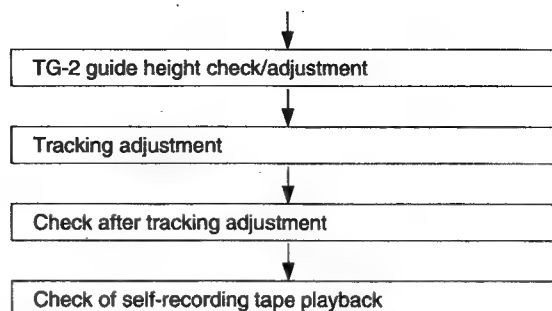 TG-2 guide height check/adjustment
Tracking adjustment
Check after tracking adjustment
Check of self-recording tape playback